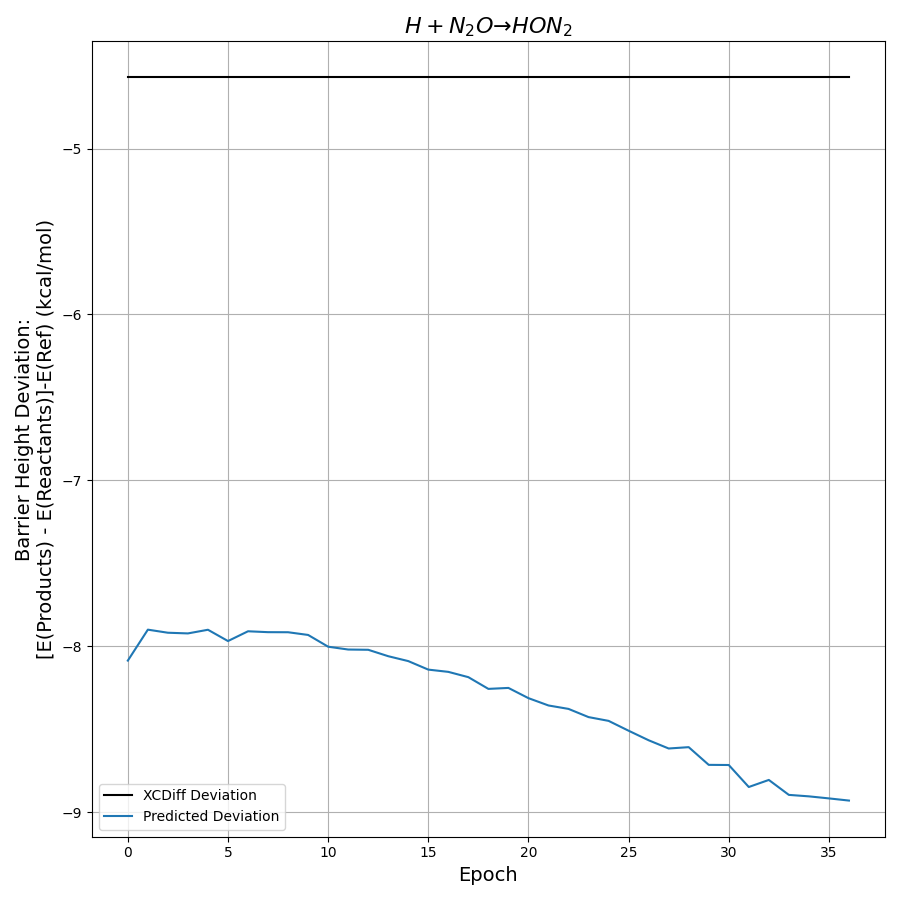 H + N₂O→HON₂
Barrier Height Deviation:
[E(Products) - E(Reactants)]-E(Ref) (kcal/mol)
−5
−6
−7
−8
−9
XCDiff Deviation
Predicted Deviation
0 5 10 15 20 25 30 35
Epoch